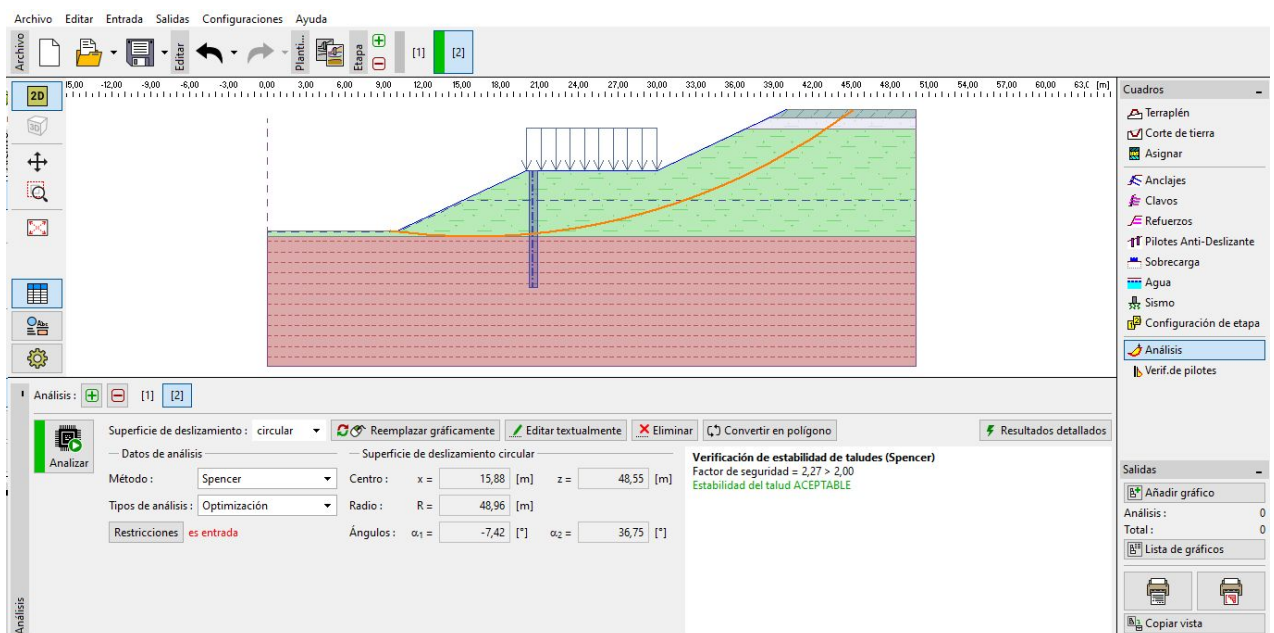 Archivo Editar Entrada Salidas Configuraciones Ayuda
Archivo
Editar
Planti...
Etapa
[1] [2]
2D
3D
-12,00 -9,00 -6,00 -3,00 0,00 3,00 6,00 9,00 12,00 15,00 18,00 21,00 24,00 27,00 30,00 33,00 36,00 39,00 42,00 45,00 48,00 51,00 54,00 57,00 60,00 [m]
Cuadros
Terraplén
Corte de tierra
Asignar
Anclajes
Clavos
Refuerzos
Pilotes Anti-Deslizante
Sobrecarga
Agua
Sismo
Configuración de etapa
Análisis
Verif.de pilotes
Análisis : [1] [2]
Analizar
Superficie de deslizamiento : circular Reemplazar gráficamente Editar textualmente Eliminar Convertir en polígono Resultados detallados
Datos de análisis
Método : Spencer
Tipos de análisis : Optimización
Restricciones es entrada
Superficie de deslizamiento circular
Centro : x = 15,88 [m] z = 48,55 [m]
Radio : R = 48,96 [m]
Ángulos : α1 = -7,42 [°] α2 = 36,75 [°]
Verificación de estabilidad de taludes (Spencer)
Factor de seguridad = 2,27 > 2,00
Estabilidad del talud ACEPTABLE
Análisis
Salidas
Añadir gráfico
Análisis : 0
Total : 0
Lista de gráficos
Copiar vista